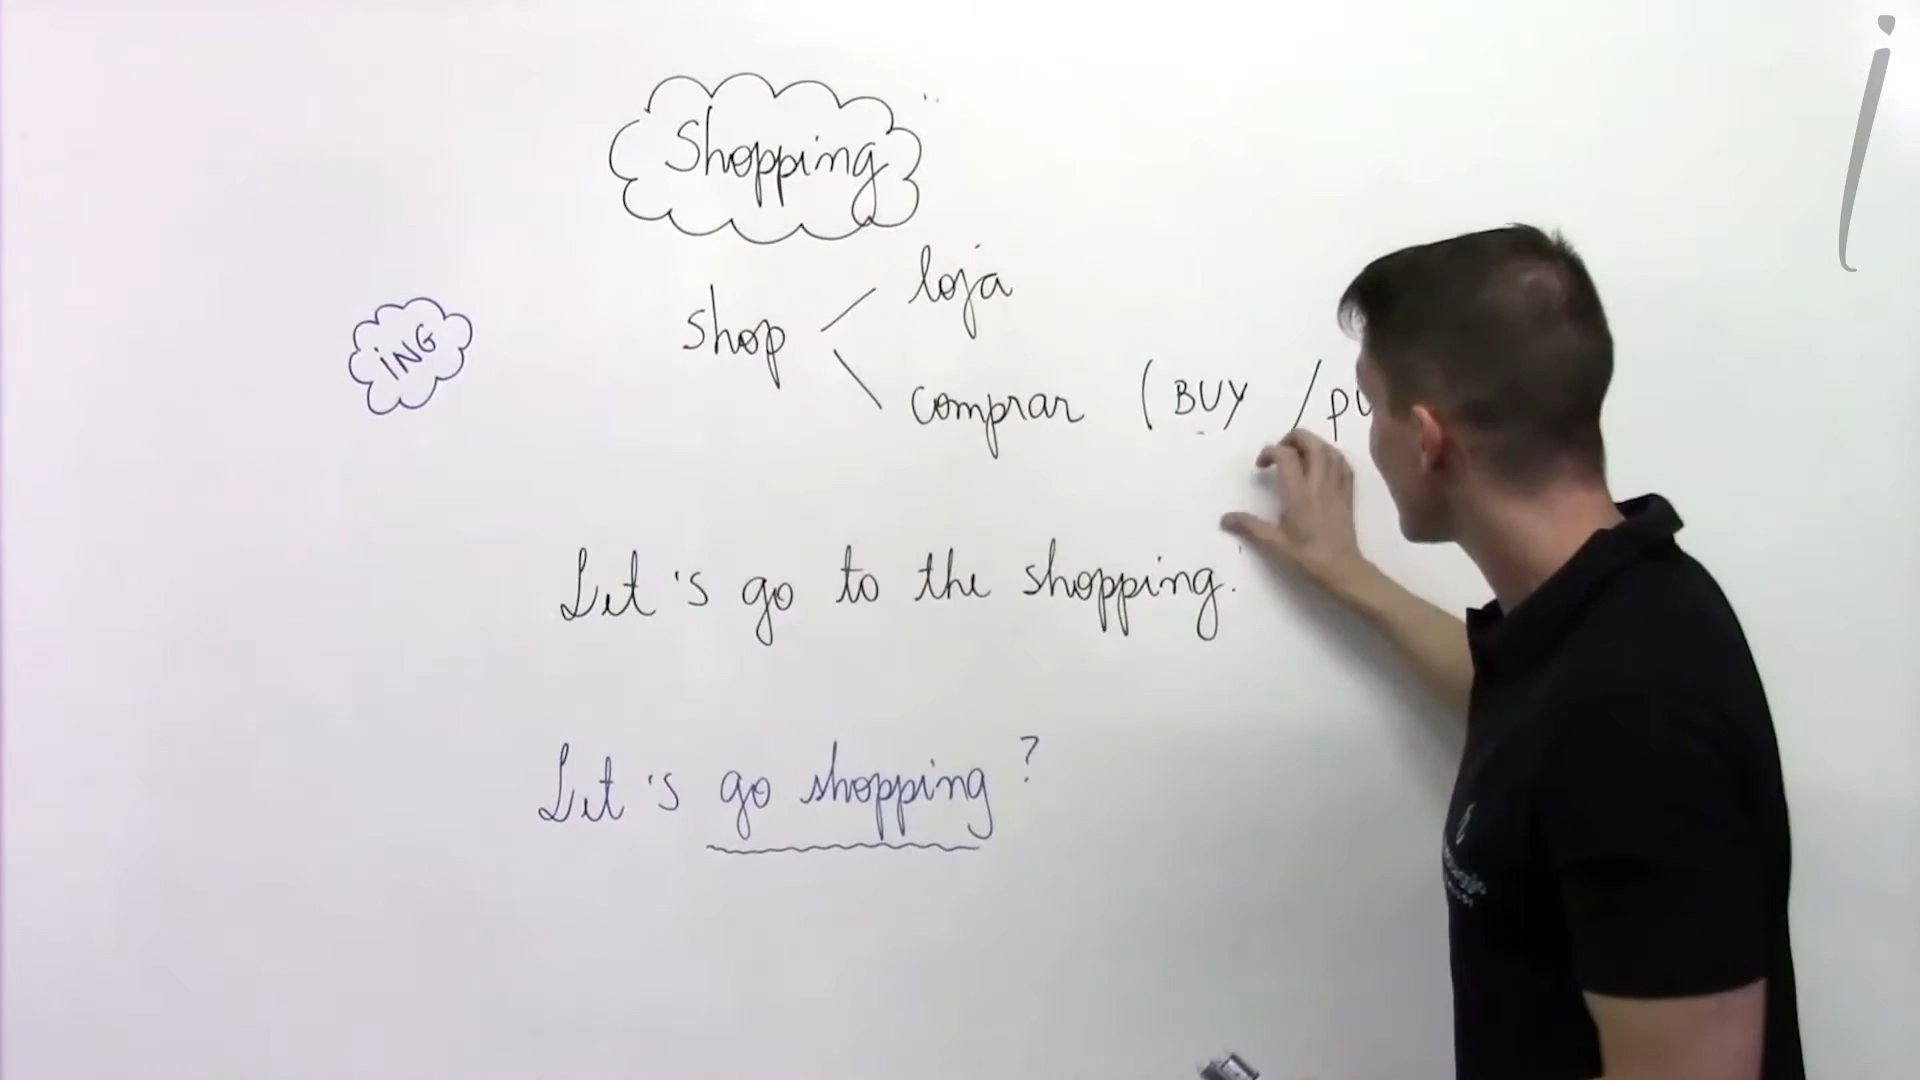 Shopping
iNG
shop
loja
comprar (BUY /
Let's go to the shopping.
Let's go shopping?